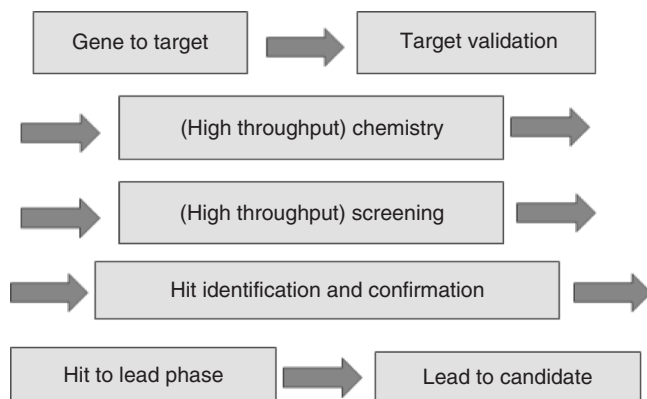 Gene to target
Target validation
(High throughput) chemistry
(High throughput) screening
Hit identification and confirmation
Hit to lead phase
Lead to candidate